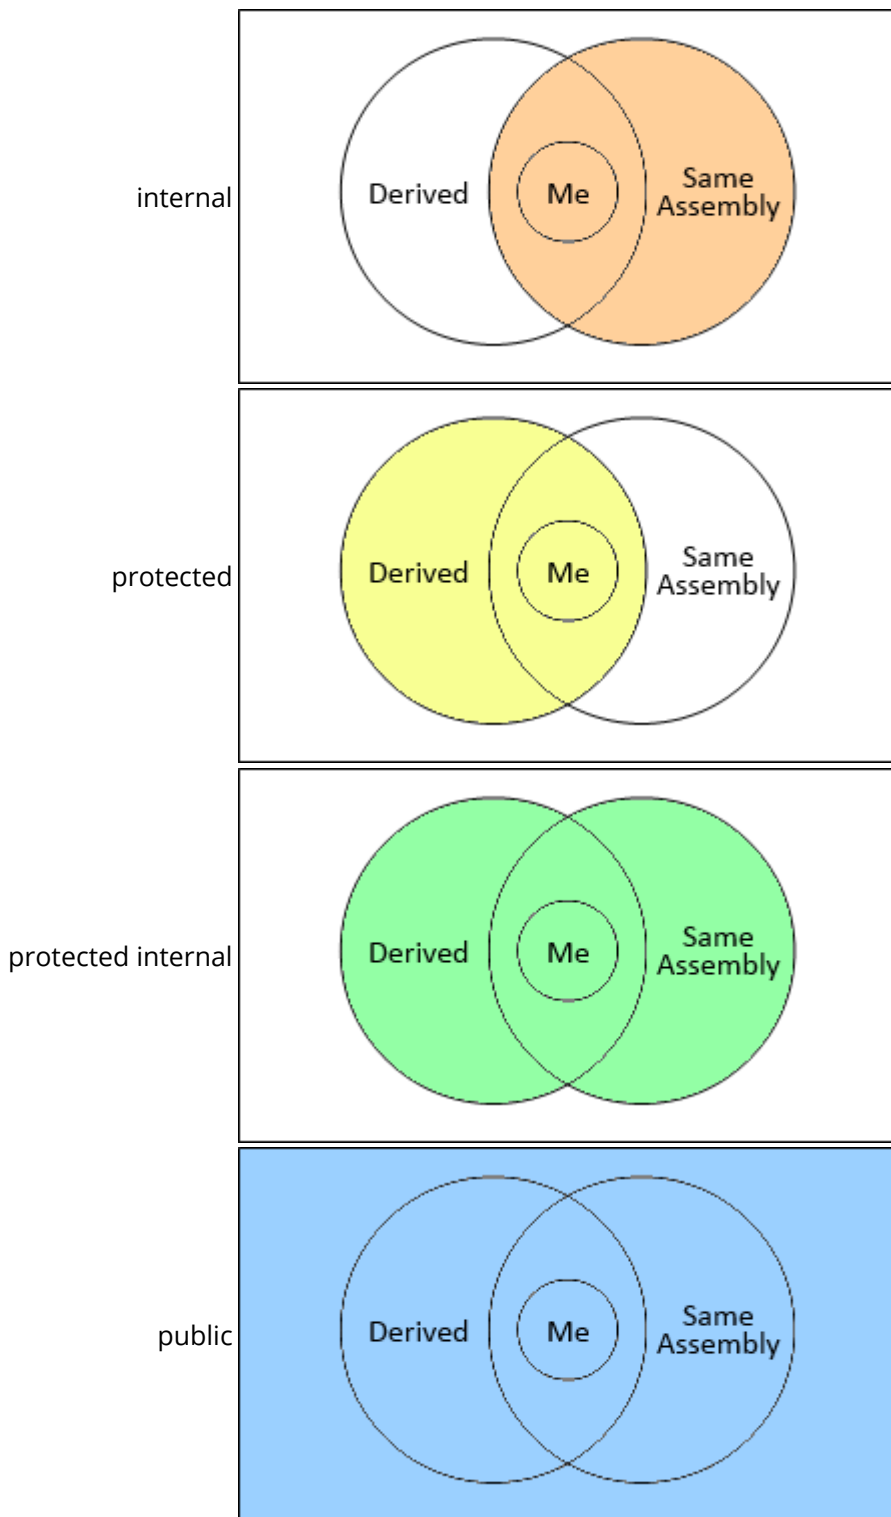 internal
Derived
Me
Same
Assembly
protected
Derived
Me
Same
Assembly
protected internal
Derived
Me
Same
Assembly
public
Derived
Me
Same
Assembly